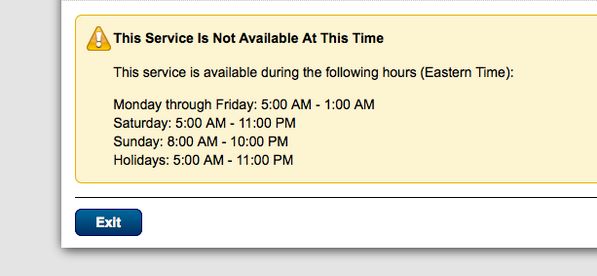 This Service Is Not Available At This Time
This service is available during the following hours (Eastern Time):
Monday through Friday: 5:00 AM - 1:00 AM
Saturday: 5:00 AM - 11:00 PM
Sunday: 8:00 AM - 10:00 PM
Holidays: 5:00 AM - 11:00 PM
Exit